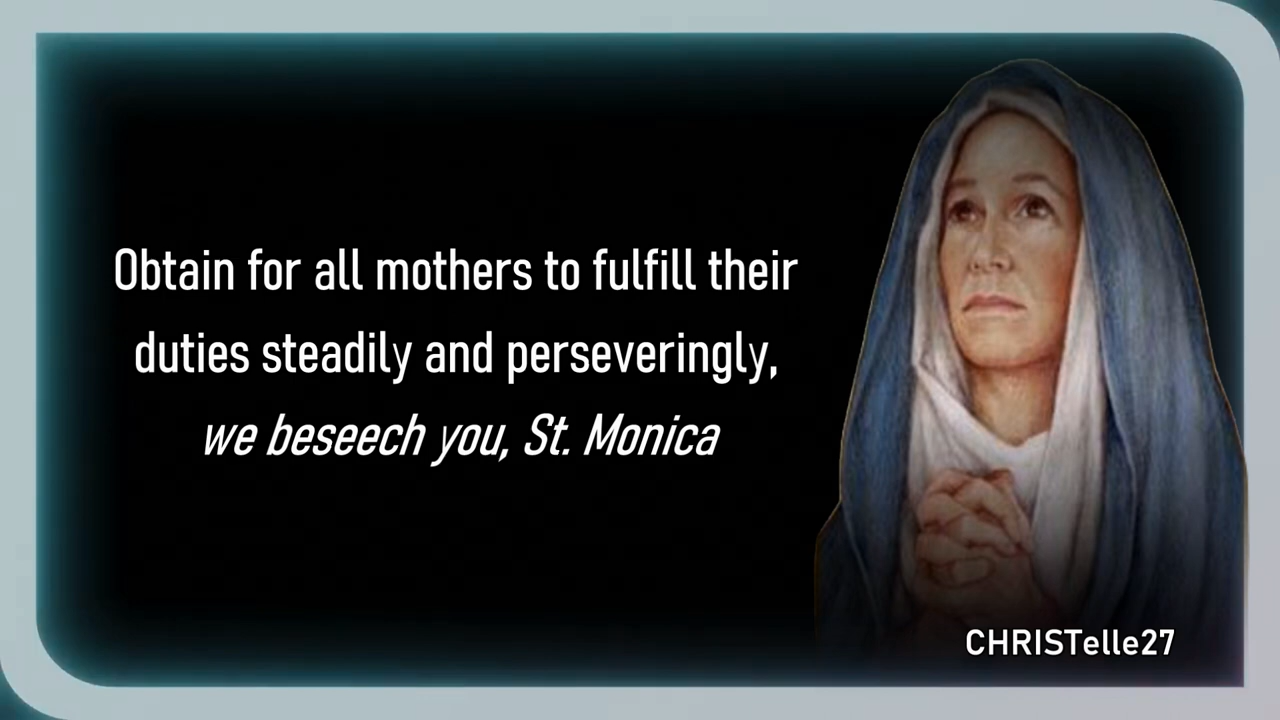 Obtain for all mothers to fulfill their
duties steadily and perseveringly,
we beseech you, St. Monica
CHRISTelle27